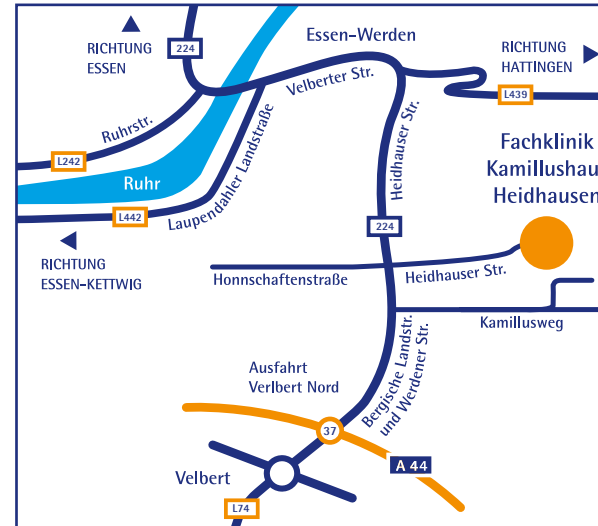 RICHTUNG
ESSEN
224
Essen-Werden
RICHTUNG
HATTINGEN
Velberter Str.
L439
Ruhrstr.
L242
Ruhr
Laupendahler Landstraße
L442
Heidhauser Str.
Fachklinik
Kamillushau
Heidhausen
224
RICHTUNG
ESSEN-KETTWIG
Honnschaftenstraße
Heidhauser Str.
Kamillusweg
Bergische Landstr.
und Werdener Str.
Ausfahrt
Verlbert Nord
37
A 44
Velbert
L74